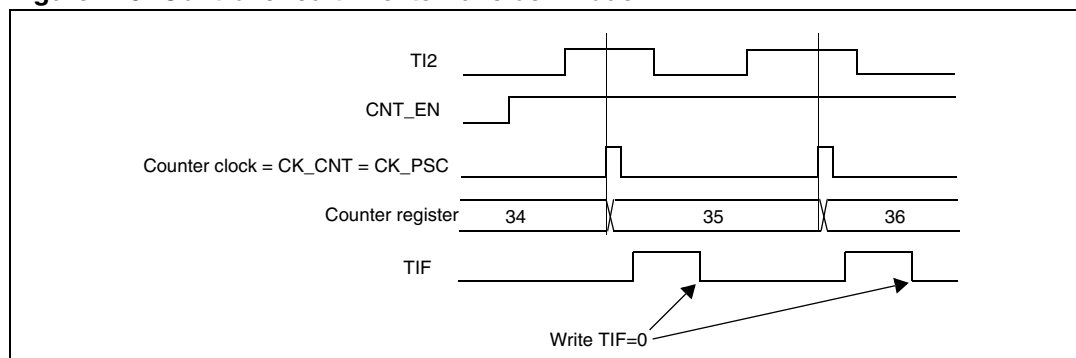 TI2
CNT_EN
Counter clock = CK_CNT = CK_PSC
Counter register 34 35 36
TIF
Write TIF=0